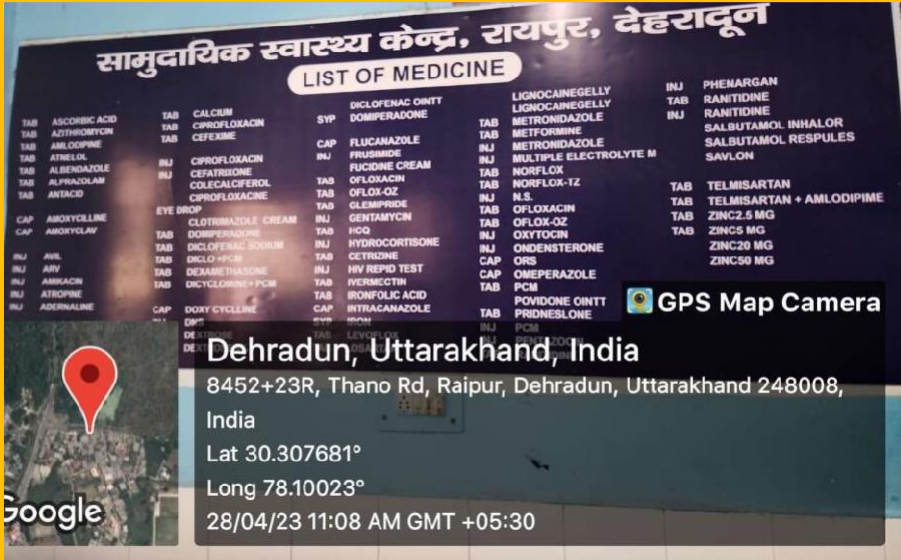 सामुदायिक स्वास्थ्य केन्द्र, रायपुर, देहरादून
LIST OF MEDICINE
TAB ASCORBIC ACID
TAB AZITHROMYCIN
TAB AMLODIPINE
TAB ATNELOL
TAB ALBENDAZOLE
TAB ALPRAZOLAM
TAB ANTACID
CAP AMOXYCILLINE
CAP AMOXYCLAV
INJ AVIL
INJ ARV
INJ AMIKACIN
INJ ATROPINE
INJ ADERNALINE
TAB CALCIUM
TAB CIPROFLOXACIN
TAB CEFEXIME
INJ CIPROFLOXACIN
INJ CEFATRIXONE
COLECALCIFEROL
CIPROFLOXACINE
EYE DROP
CLOTRIMAZOLE CREAM
TAB DOMIPERADONE
TAB DICLOFENAC SODIUM
TAB DICLO +PCM
TAB DEXAMETHASONE
TAB DICYCLOMINE+PCM
CAP DOXY CYCLLINE
DNS
DICLOFENAC OINTT
SYP DOMIPERADONE
CAP FLUCANAZOLE
INJ FRUSIMIDE
FUCIDINE CREAM
TAB OFLOXACIN
TAB OFLOX-OZ
TAB GLEMIPRIDE
INJ GENTAMYCIN
TAB HCQ
INJ HYDROCORTISONE
TAB CETRIZINE
INJ HIV REPID TEST
TAB IVERMECTIN
TAB IRONFOLIC ACID
CAP INTRACANAZOLE
SYP IRON
TAB LEVOFLOX
LIGNOCAINEGELLY
LIGNOCAINEGELLY
TAB METRONIDAZOLE
TAB METFORMINE
INJ METRONIDAZOLE
INJ MULTIPLE ELECTROLYTE M
TAB NORFLOX
TAB NORFLOX-TZ
INJ N.S.
TAB OFLOXACIN
TAB OFLOX-OZ
INJ OXYTOCIN
INJ ONDENSTERONE
CAP ORS
CAP OMEPERAZOLE
TAB PCM
POVIDONE OINTT
TAB PRIDNESLONE
INJ PCM
INJ PHENARGAN
TAB RANITIDINE
INJ RANITIDINE
SALBUTAMOL INHALOR
SALBUTAMOL RESPULES
SAVLON
TAB TELMISARTAN
TAB TELMISARTAN + AMLODIPIME
TAB ZINC2.5 MG
TAB ZINC5 MG
ZINC20 MG
ZINC50 MG
GPS Map Camera
Dehradun, Uttarakhand, India
8452+23R, Thano Rd, Raipur, Dehradun, Uttarakhand 248008,
India
Lat 30.307681°
Long 78.10023°
28/04/23 11:08 AM GMT +05:30
Google